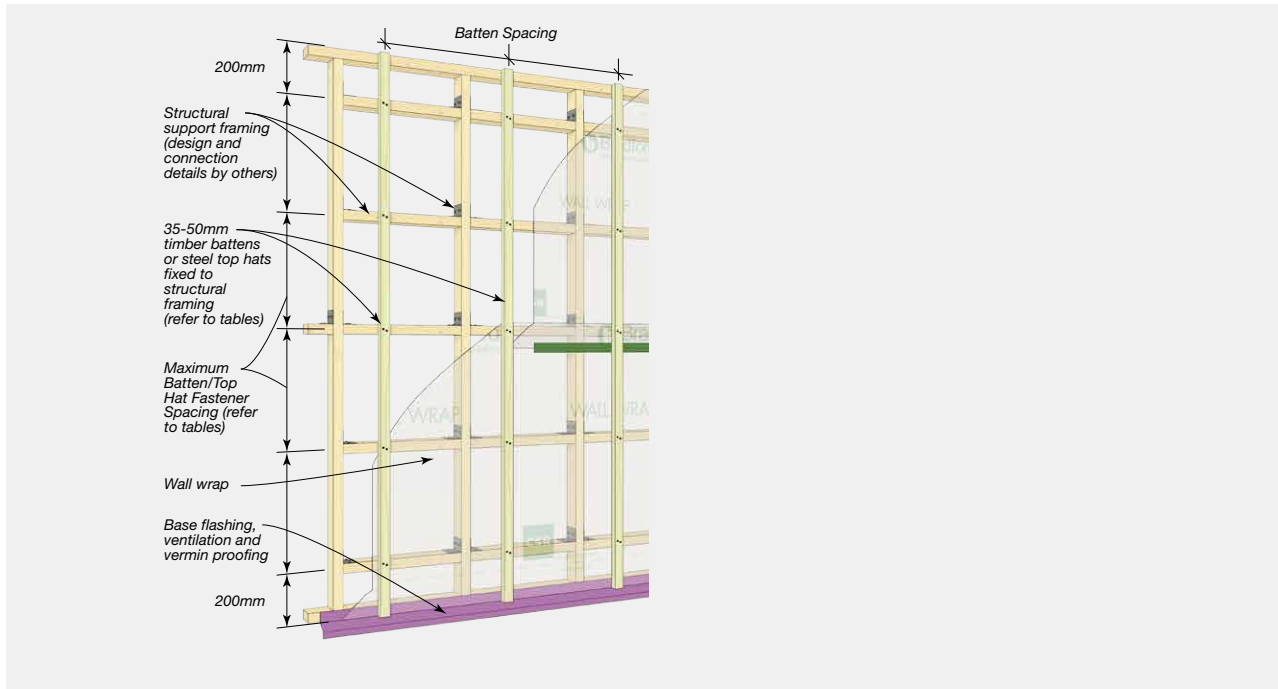 Batten Spacing
200mm
Structural
support framing
(design and
connection
details by others)
35-50mm
timber battens
or steel top hats
fixed to
structural
framing
(refer to tables)
Maximum
Batten/Top
Hat Fastener
Spacing (refer
to tables)
Wall wrap
Base flashing,
ventilation and
vermin proofing
200mm
WALL WRAP
WRAP
WALL WRA